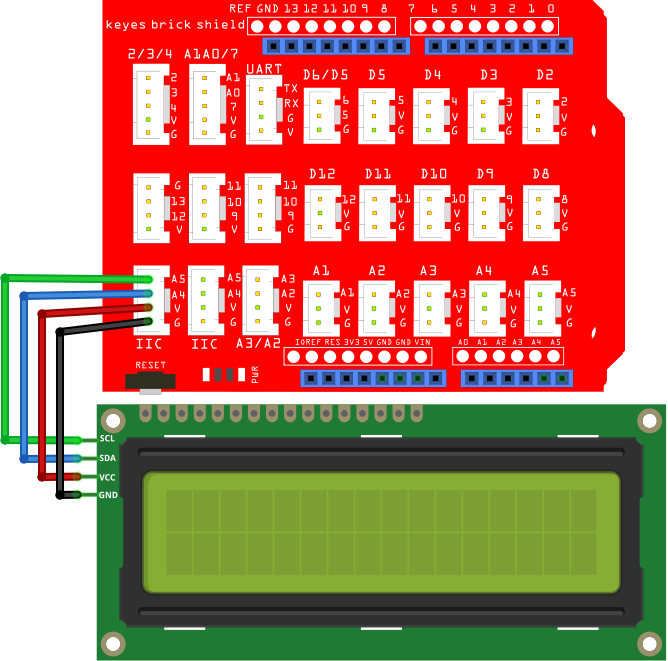 REF GND 13 12 11 10 9 8 7 6 5 4 3 2 1 0
keyes brick shield
2/3/4 A1A0/7 UART D6/D5 D5 D4 D3 D2
2 A1 TX 6 5 4 3 2
3 A0 RX 5 V V V V
4 7 G G G G G G
V V V
G G
D12 D11 D10 D9 D8
G 11 11 12 11 10 9 8
13 10 10 V V V V V
12 9 9 G G G G G
V V G
A1 A2 A3 A4 A5
A5 A5 A3 A1 A2 A3 A4 A5
A4 A4 A2 V V V V V
V V V G G G G G
G G G
IIC IIC A3/A2
IOREF RES 3V3 5V GND GND VIN A0 A1 A2 A3 A4 A5
RESET
PWR
SCL
SDA
VCC
GND